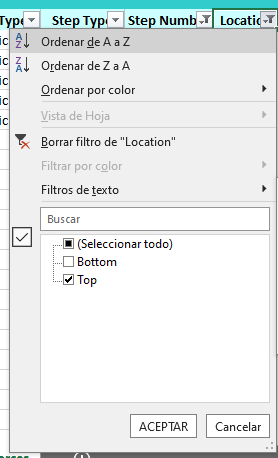 Type Step Type Step Numb Locatio
Ordenar de A a Z
Ordenar de Z a A
Ordenar por color
Vista de Hoja
Borrar filtro de "Location"
Filtrar por color
Filtros de texto
Buscar
(Seleccionar todo)
Bottom
Top
ACEPTAR Cancelar